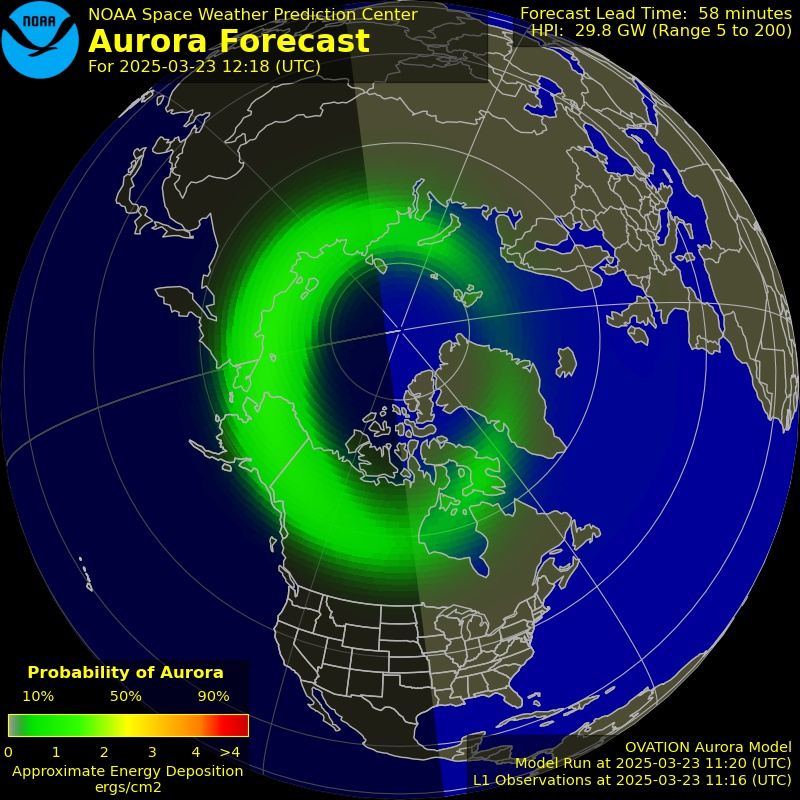 NOAA
NOAA Space Weather Prediction Center
Aurora Forecast
For 2025-03-23 12:18 (UTC)
Forecast Lead Time: 58 minutes
HPI: 29.8 GW (Range 5 to 200)
Probability of Aurora
10% 50% 90%
0 1 2 3 4 >4
Approximate Energy Deposition
ergs/cm2
OVATION Aurora Model
Model Run at 2025-03-23 11:20 (UTC)
L1 Observations at 2025-03-23 11:16 (UTC)